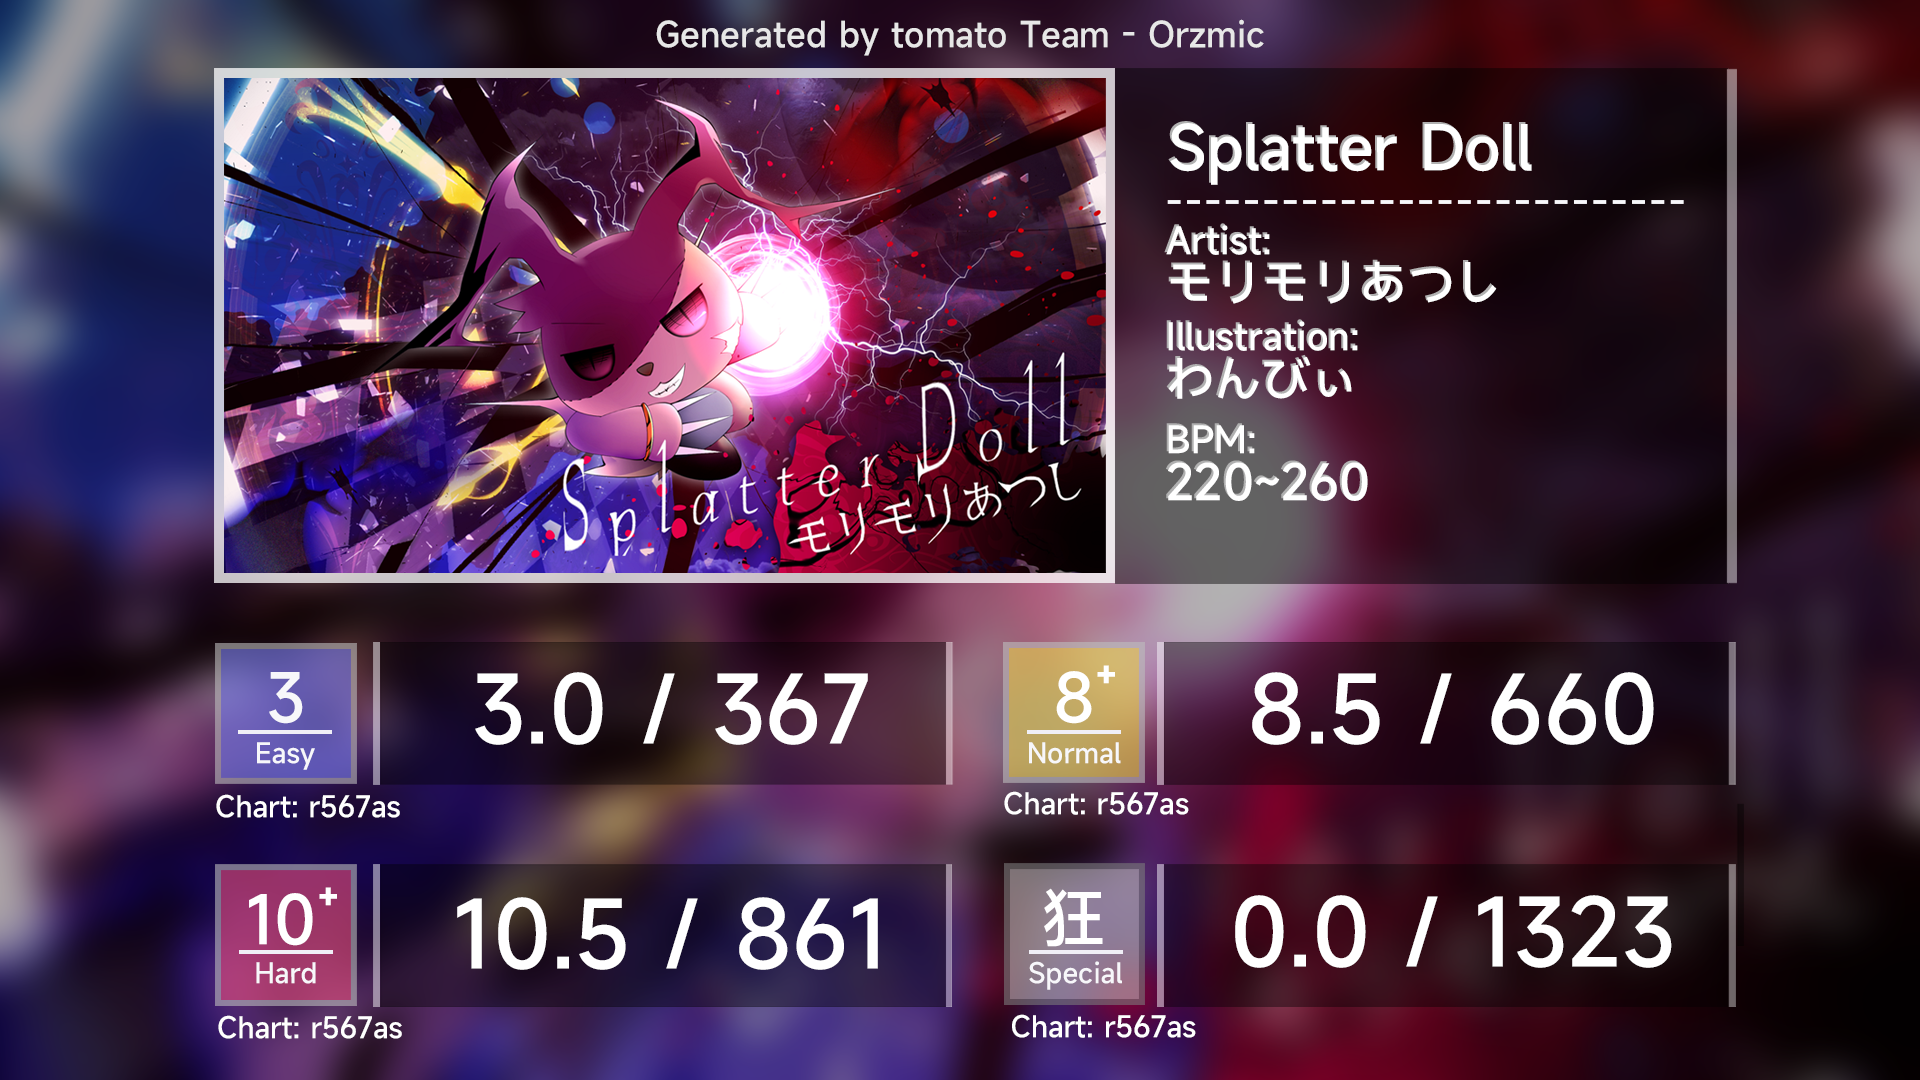 Generated by tomato Team - Orzmic
Splatter Doll
モリモリあつし
Splatter Doll
Artist:
モリモリあつし
Illustration:
わんびぃ
BPM:
220~260
3
Easy
3.0 / 367
Chart: r567as
8+
Normal
8.5 / 660
Chart: r567as
10+
Hard
10.5 / 861
Chart: r567as
狂
Special
0.0 / 1323
Chart: r567as